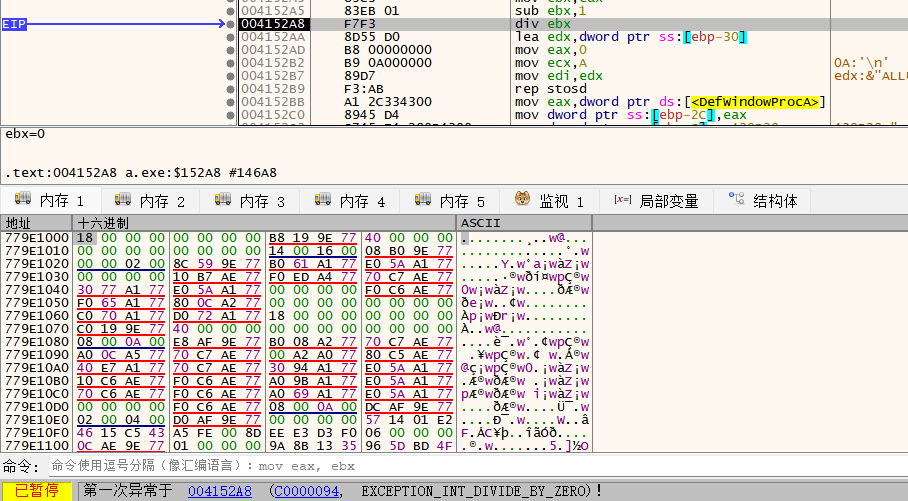 EIP
004152A5 83EB 01 sub ebx,1
004152A8 F7F3 div ebx
004152AA 8D55 D0 lea edx,dword ptr ss:[ebp-30]
004152AD B8 00000000 mov eax,0
004152B2 B9 0A000000 mov ecx,A 0A:'\n'
004152B7 89D7 mov edi,edx edx:&"ALLU
004152B9 F3:AB rep stosd
004152BB A1 2C334300 mov eax,dword ptr ds:[<DefWindowProcA>]
004152C0 8945 D4 mov dword ptr ss:[ebp-2C],eax
ebx=0
.text:004152A8 a.exe:$152A8 #146A8
内存 1 内存 2 内存 3 内存 4 内存 5 监视 1 [x=] 局部变量 结构体
地址 十六进制 ASCII
779E1000 18 00 00 00 00 00 00 00 B8 19 9E 77 40 00 00 00 ........¸..w@...
779E1010 00 00 00 00 00 00 00 00 14 00 16 00 08 B0 9E 77 .............°.w
779E1020 00 00 02 00 8C 59 9E 77 B0 61 A1 77 E0 5A A1 77 .....Y.w°a¡wàZ¡w
779E1030 00 00 00 00 10 B7 AE 77 F0 ED A4 77 70 C7 AE 77 .....·®wðí¤wpÇ®w
779E1040 30 77 A1 77 E0 5A A1 77 00 00 00 00 F0 C6 AE 77 0w¡wàZ¡w....ðÆ®w
779E1050 F0 65 A1 77 80 0C A2 77 00 00 00 00 00 00 00 00 ðe¡w..¢w........
779E1060 C0 70 A1 77 D0 72 A1 77 18 00 00 00 00 00 00 00 Àp¡wÐr¡w........
779E1070 C0 19 9E 77 40 00 00 00 00 00 00 00 00 00 00 00 À..w@...........
779E1080 08 00 0A 00 E8 AF 9E 77 B0 08 A2 77 70 C7 AE 77 ....è¯.w°.¢wpÇ®w
779E1090 A0 0C A5 77 70 C7 AE 77 00 A2 A0 77 80 C5 AE 77 .¥wpÇ®w.¢ w.Å®w
779E10A0 40 E7 A1 77 70 C7 AE 77 30 94 A1 77 E0 5A A1 77 @ç¡wpÇ®w0.¡wàZ¡w
779E10B0 10 C6 AE 77 F0 C6 AE 77 A0 9B A1 77 E0 5A A1 77 .Æ®wðÆ®w .¡wàZ¡w
779E10C0 70 C6 AE 77 F0 C6 AE 77 A0 69 A1 77 E0 5A A1 77 pÆ®wðÆ®w i¡wàZ¡w
779E10D0 00 00 00 00 F0 C6 AE 77 08 00 0A 00 DC AF 9E 77 ....ðÆ®w....Ü¯.w
779E10E0 02 00 04 00 D0 AF 9E 77 00 00 00 00 57 14 01 E2 ....Ð¯.w....W..â
779E10F0 46 15 C5 43 A5 FE 00 8D EE E3 D3 F0 06 00 00 00 F.ÅC¥þ..îãÓð....
779E1100 0C AE 9E 77 01 00 00 00 9A 8B 13 35 96 5D BD 4F .®.w.......5.]½O
命令: 命令使用逗号分隔（像汇编语言）：mov eax, ebx
已暂停 第一次异常于 004152A8 (C0000094, EXCEPTION_INT_DIVIDE_BY_ZERO)!